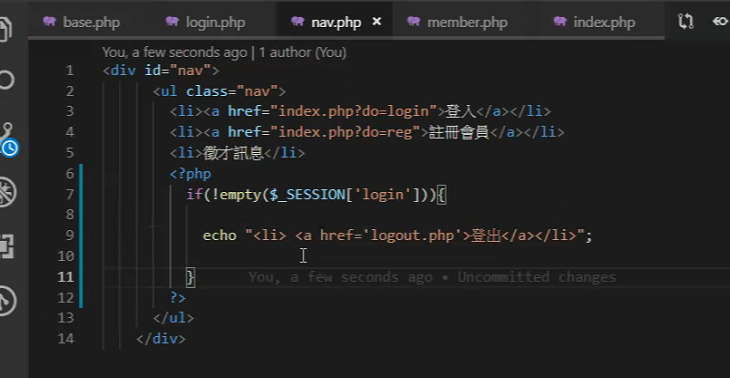 base.php login.php nav.php × member.php index.php
You, a few seconds ago | 1 author (You)
1 <div id="nav">
2 <ul class="nav">
3 <li><a href="index.php?do=login">登入</a></li>
4 <li><a href="index.php?do=reg">註冊會員</a></li>
5 <li>徵才訊息</li>
6 <?php
7 if(!empty($_SESSION['login'])){
8
9 echo "<li> <a href='logout.php'>登出</a></li>";
10
11 } You, a few seconds ago • Uncommitted changes
12 ?>
13 </ul>
14 </div>